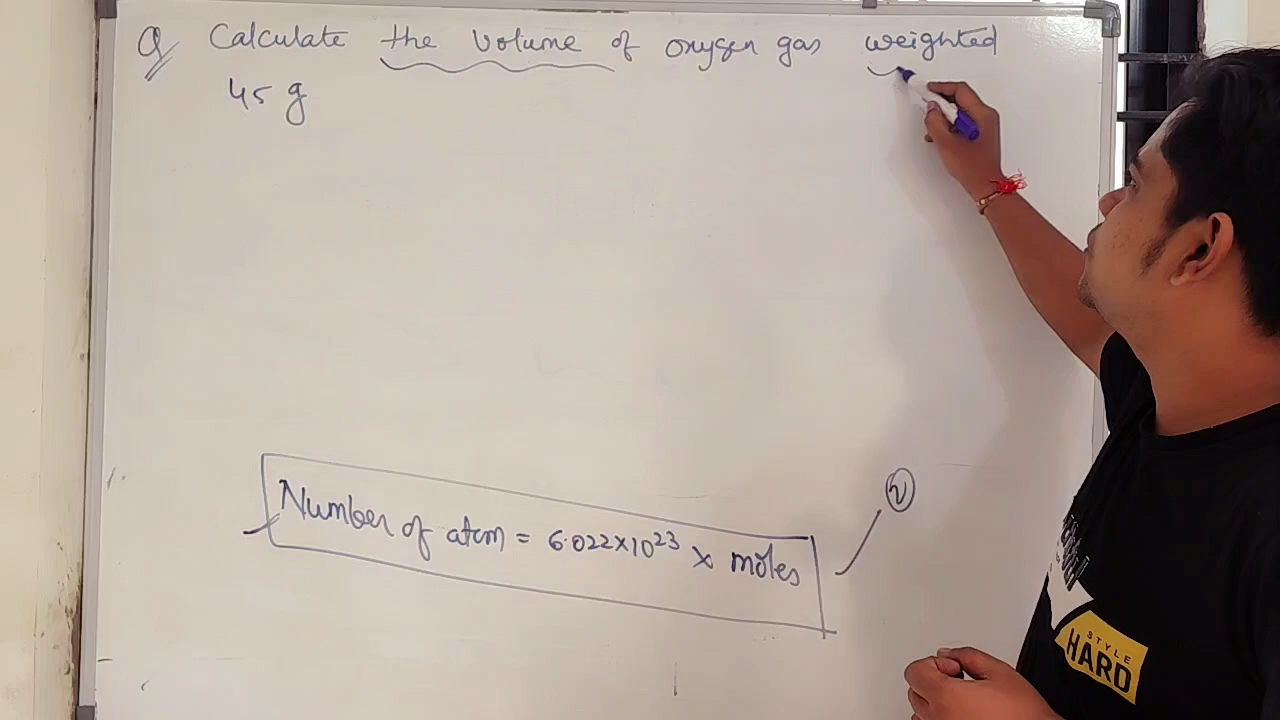 Q Calculate the volume of oxygen gas weighted
45 g
Number of atom = 6.022×10²³ × moles
STYLE
HARD